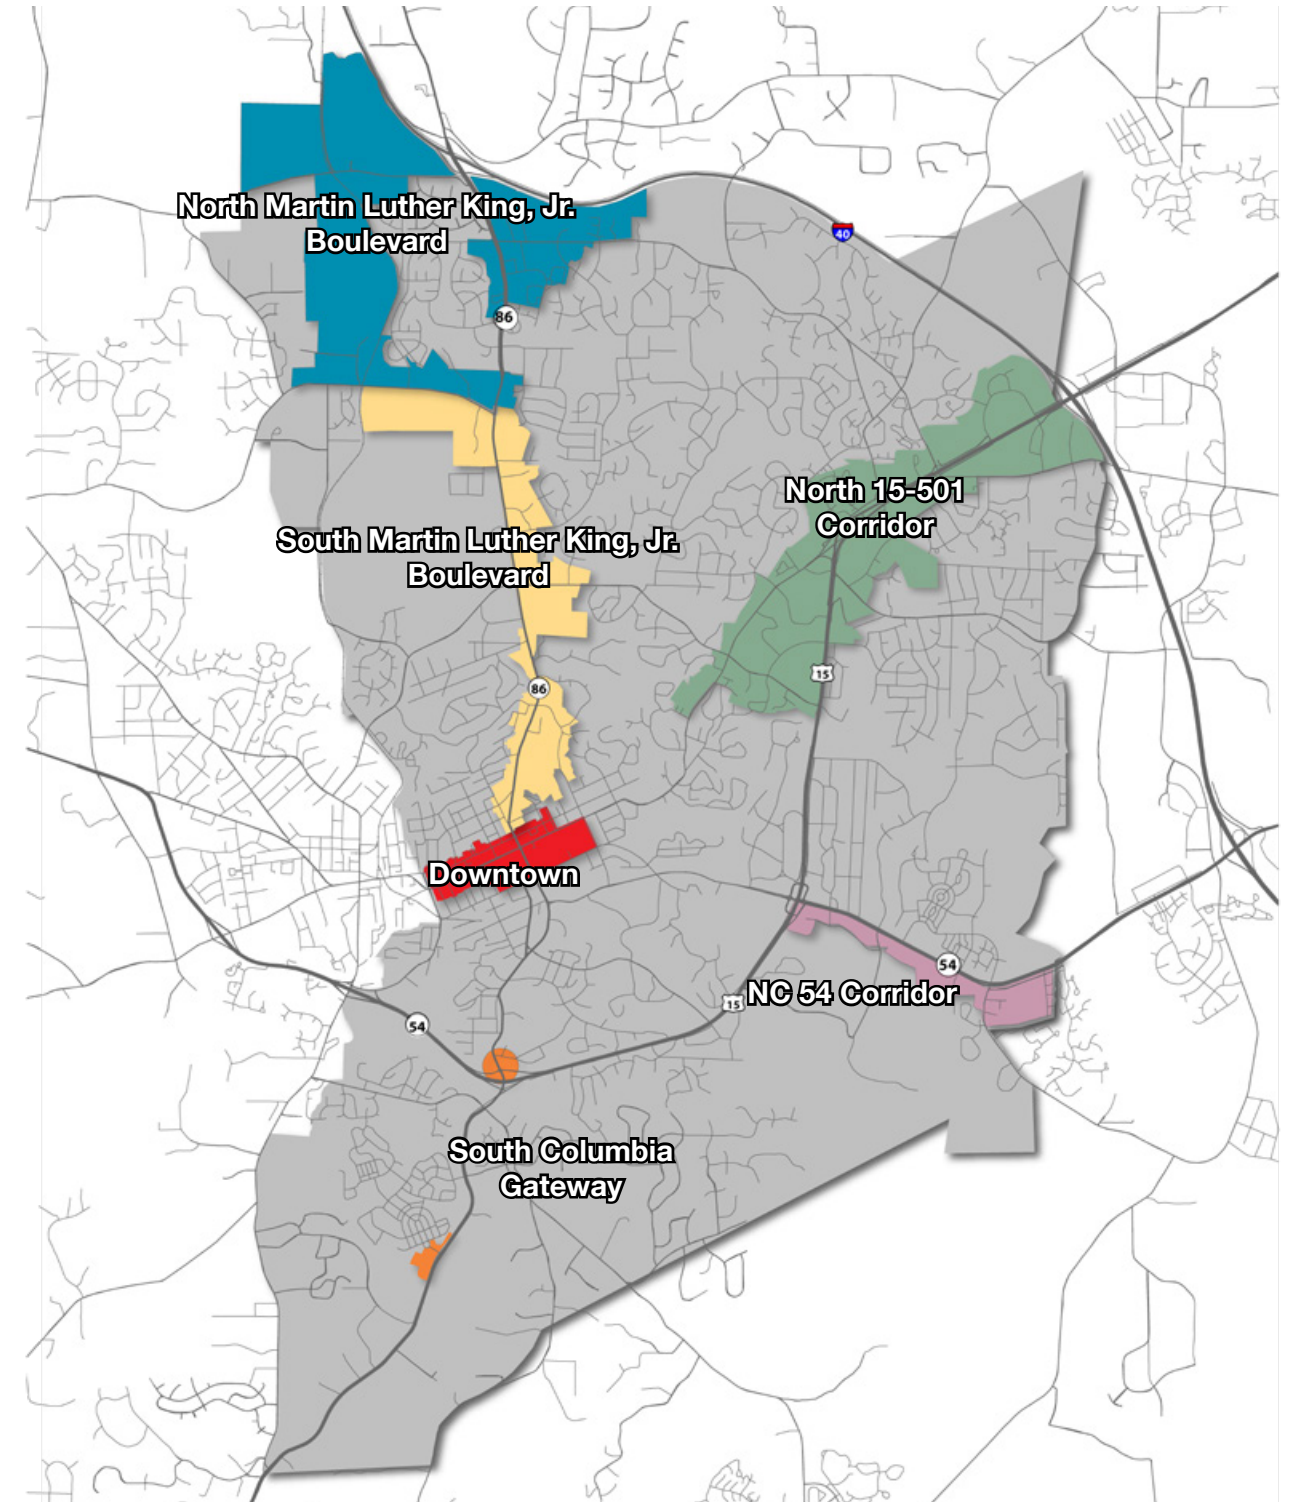 North Martin Luther King, Jr.
Boulevard
40
86
North 15-501
Corridor
South Martin Luther King, Jr.
Boulevard
15
86
Downtown
54
NC 54 Corridor
15
54
South Columbia
Gateway